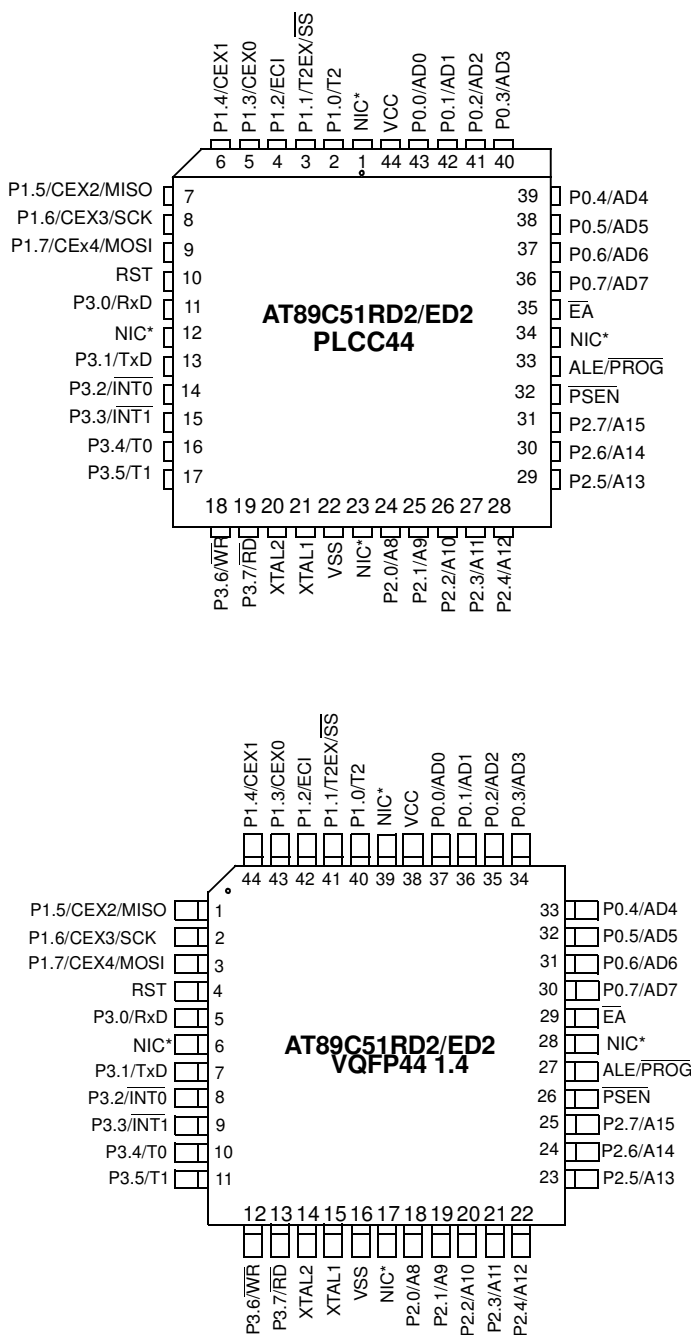 P1.4/CEX1
P1.3/CEX0
P1.2/ECI
P1.1/T2EX/S̅S̅
P1.0/T2
NIC*
VCC
P0.0/AD0
P0.1/AD1
P0.2/AD2
P0.3/AD3
6 5 4 3 2 1 44 43 42 41 40
P1.5/CEX2/MISO 7 39 P0.4/AD4
P1.6/CEX3/SCK 8 38 P0.5/AD5
P1.7/CEx4/MOSI 9 37 P0.6/AD6
RST 10 36 P0.7/AD7
P3.0/RxD 11 35 E̅A̅
NIC* 12 34 NIC*
P3.1/TxD 13 33 ALE/P̅R̅O̅G̅
P3.2/I̅N̅T̅0̅ 14 32 P̅S̅E̅N̅
P3.3/I̅N̅T̅1̅ 15 31 P2.7/A15
P3.4/T0 16 30 P2.6/A14
P3.5/T1 17 29 P2.5/A13
AT89C51RD2/ED2
PLCC44
18 19 20 21 22 23 24 25 26 27 28
P3.6/W̅R̅
P3.7/R̅D̅
XTAL2
XTAL1
VSS
NIC*
P2.0/A8
P2.1/A9
P2.2/A10
P2.3/A11
P2.4/A12
P1.4/CEX1
P1.3/CEX0
P1.2/ECI
P1.1/T2EX/S̅S̅
P1.0/T2
NIC*
VCC
P0.0/AD0
P0.1/AD1
P0.2/AD2
P0.3/AD3
44 43 42 41 40 39 38 37 36 35 34
P1.5/CEX2/MISO 1 33 P0.4/AD4
P1.6/CEX3/SCK 2 32 P0.5/AD5
P1.7/CEX4/MOSI 3 31 P0.6/AD6
RST 4 30 P0.7/AD7
P3.0/RxD 5 29 E̅A̅
NIC* 6 28 NIC*
P3.1/TxD 7 27 ALE/P̅R̅O̅G̅
P3.2/I̅N̅T̅0̅ 8 26 P̅S̅E̅N̅
P3.3/I̅N̅T̅1̅ 9 25 P2.7/A15
P3.4/T0 10 24 P2.6/A14
P3.5/T1 11 23 P2.5/A13
AT89C51RD2/ED2
VQFP44 1.4
12 13 14 15 16 17 18 19 20 21 22
P3.6/W̅R̅
P3.7/R̅D̅
XTAL2
XTAL1
VSS
NIC*
P2.0/A8
P2.1/A9
P2.2/A10
P2.3/A11
P2.4/A12